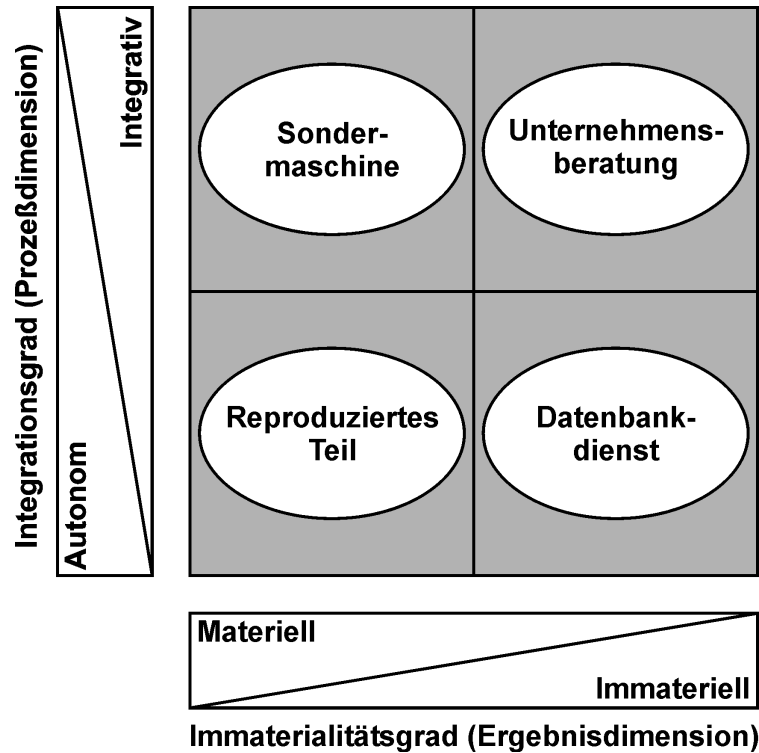 Integrationsgrad (Prozeßdimension)
Integrativ
Autonom
Sonder-
maschine
Unternehmens-
beratung
Reproduziertes
Teil
Datenbank-
dienst
Materiell
Immateriell
Immaterialitätsgrad (Ergebnisdimension)